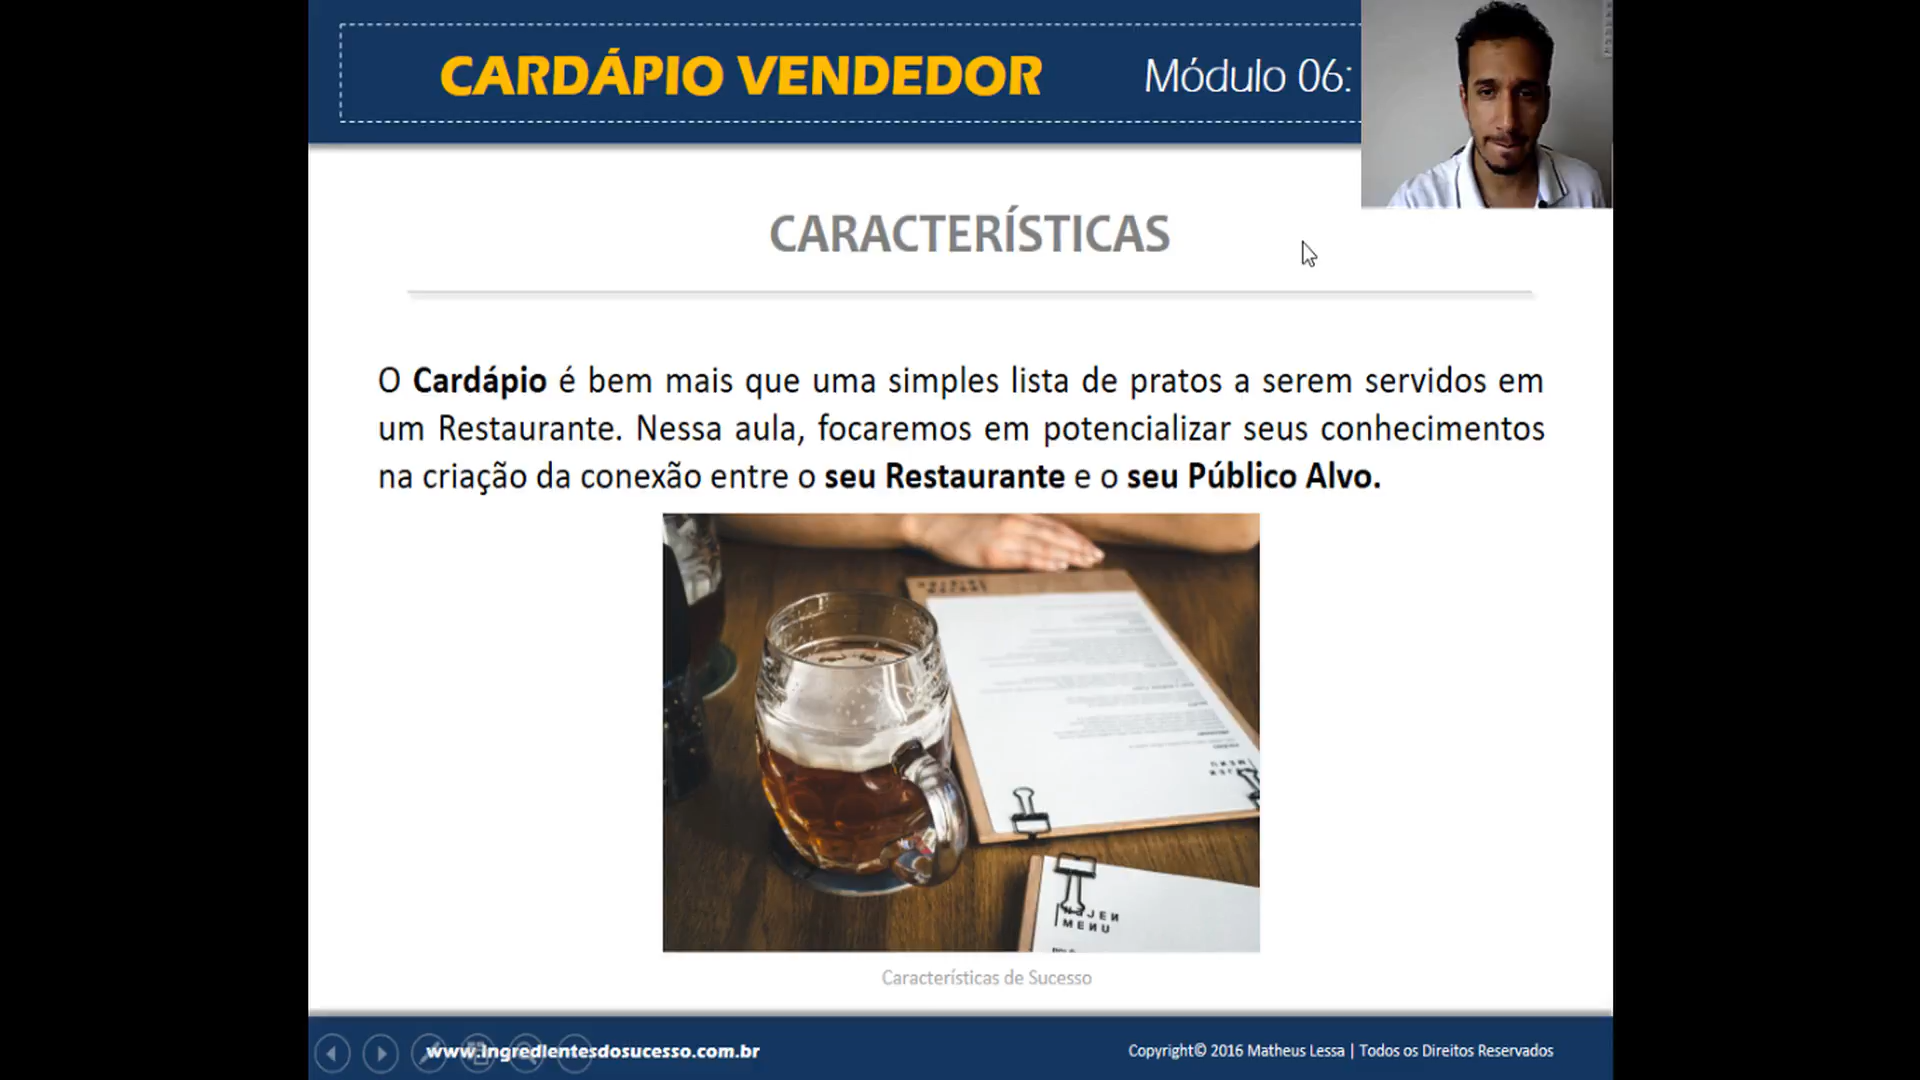 CARDÁPIO VENDEDOR
Módulo 06:
CARACTERÍSTICAS
O Cardápio é bem mais que uma simples lista de pratos a serem servidos em
um Restaurante. Nessa aula, focaremos em potencializar seus conhecimentos
na criação da conexão entre o seu Restaurante e o seu Público Alvo.
MENU
Características de Sucesso
www.ingredientesdosucesso.com.br
Copyright© 2016 Matheus Lessa | Todos os Direitos Reservados